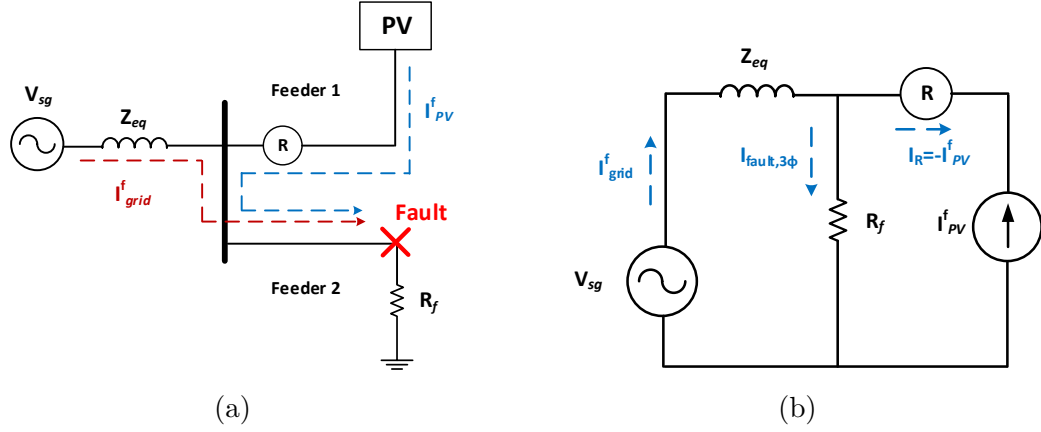 PV
V_sg
Z_eq
Feeder 1
I^f_PV
R
I^f_grid
Fault
Feeder 2
R_f
(a)
Z_eq
R
I^f_grid
I_fault,3ϕ
I_R=-I^f_PV
R_f
I^f_PV
V_sg
(b)